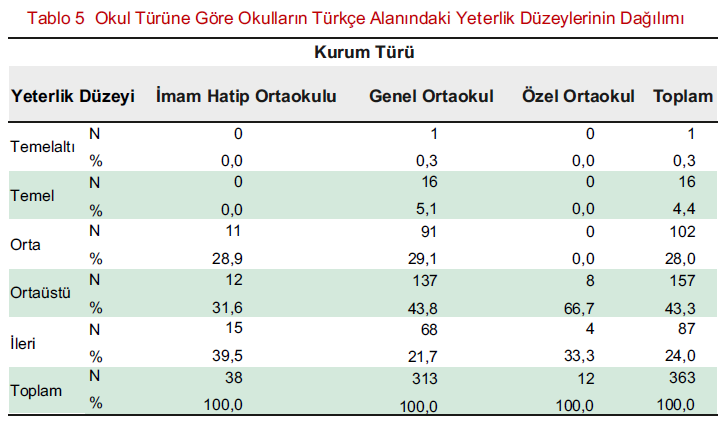 Tablo 5 Okul Türüne Göre Okulların Türkçe Alanındaki Yeterlik Düzeylerinin Dağılımı
Kurum Türü
Yeterlik Düzeyi İmam Hatip Ortaokulu Genel Ortaokul Özel Ortaokul Toplam
Temelaltı N 0 1 0 1
% 0,0 0,3 0,0 0,3
Temel N 0 16 0 16
% 0,0 5,1 0,0 4,4
Orta N 11 91 0 102
% 28,9 29,1 0,0 28,0
Ortaüstü N 12 137 8 157
% 31,6 43,8 66,7 43,3
İleri N 15 68 4 87
% 39,5 21,7 33,3 24,0
Toplam N 38 313 12 363
% 100,0 100,0 100,0 100,0